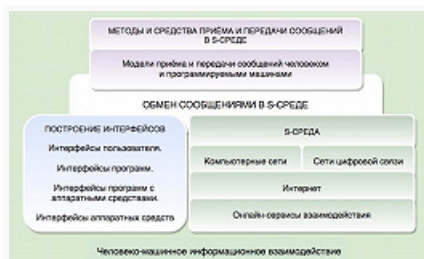 МЕТОДЫ И СРЕДСТВА ПРИЁМА И ПЕРЕДАЧИ СООБЩЕНИЙ
В S-СРЕДЕ
Модели приёма и передачи сообщений человеком
и программируемыми машинами
ОБМЕН СООБЩЕНИЯМИ В S-СРЕДЕ
ПОСТРОЕНИЕ ИНТЕРФЕЙСОВ
Интерфейсы пользователя.
Интерфейсы программ.
Интерфейсы программ с
аппаратными средствами.
Интерфейсы аппаратных средств
S-СРЕДА
Компьютерные сети
Сети цифровой связи
Интернет
Онлайн-сервисы взаимодействия
Человеко-машинное информационное взаимодействие